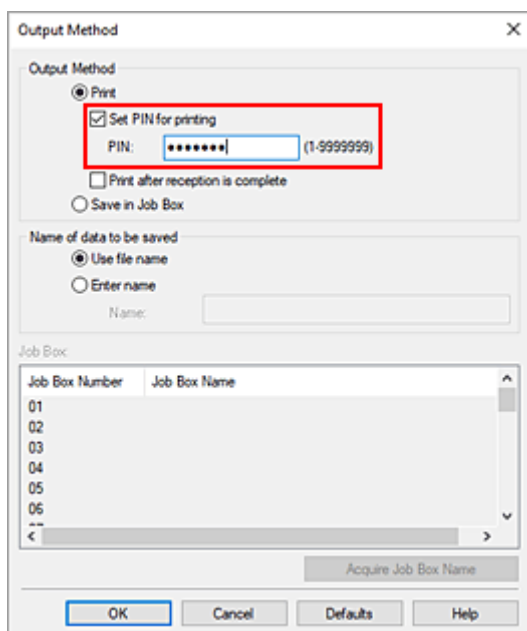 Output Method
Output Method
Print
Set PIN for printing
PIN: ●●●●●●● (1-9999999)
Print after reception is complete
Save in Job Box
Name of data to be saved
Use file name
Enter name
Name:
Job Box:
Job Box Number Job Box Name
01
02
03
04
05
06
Acquire Job Box Name
OK Cancel Defaults Help